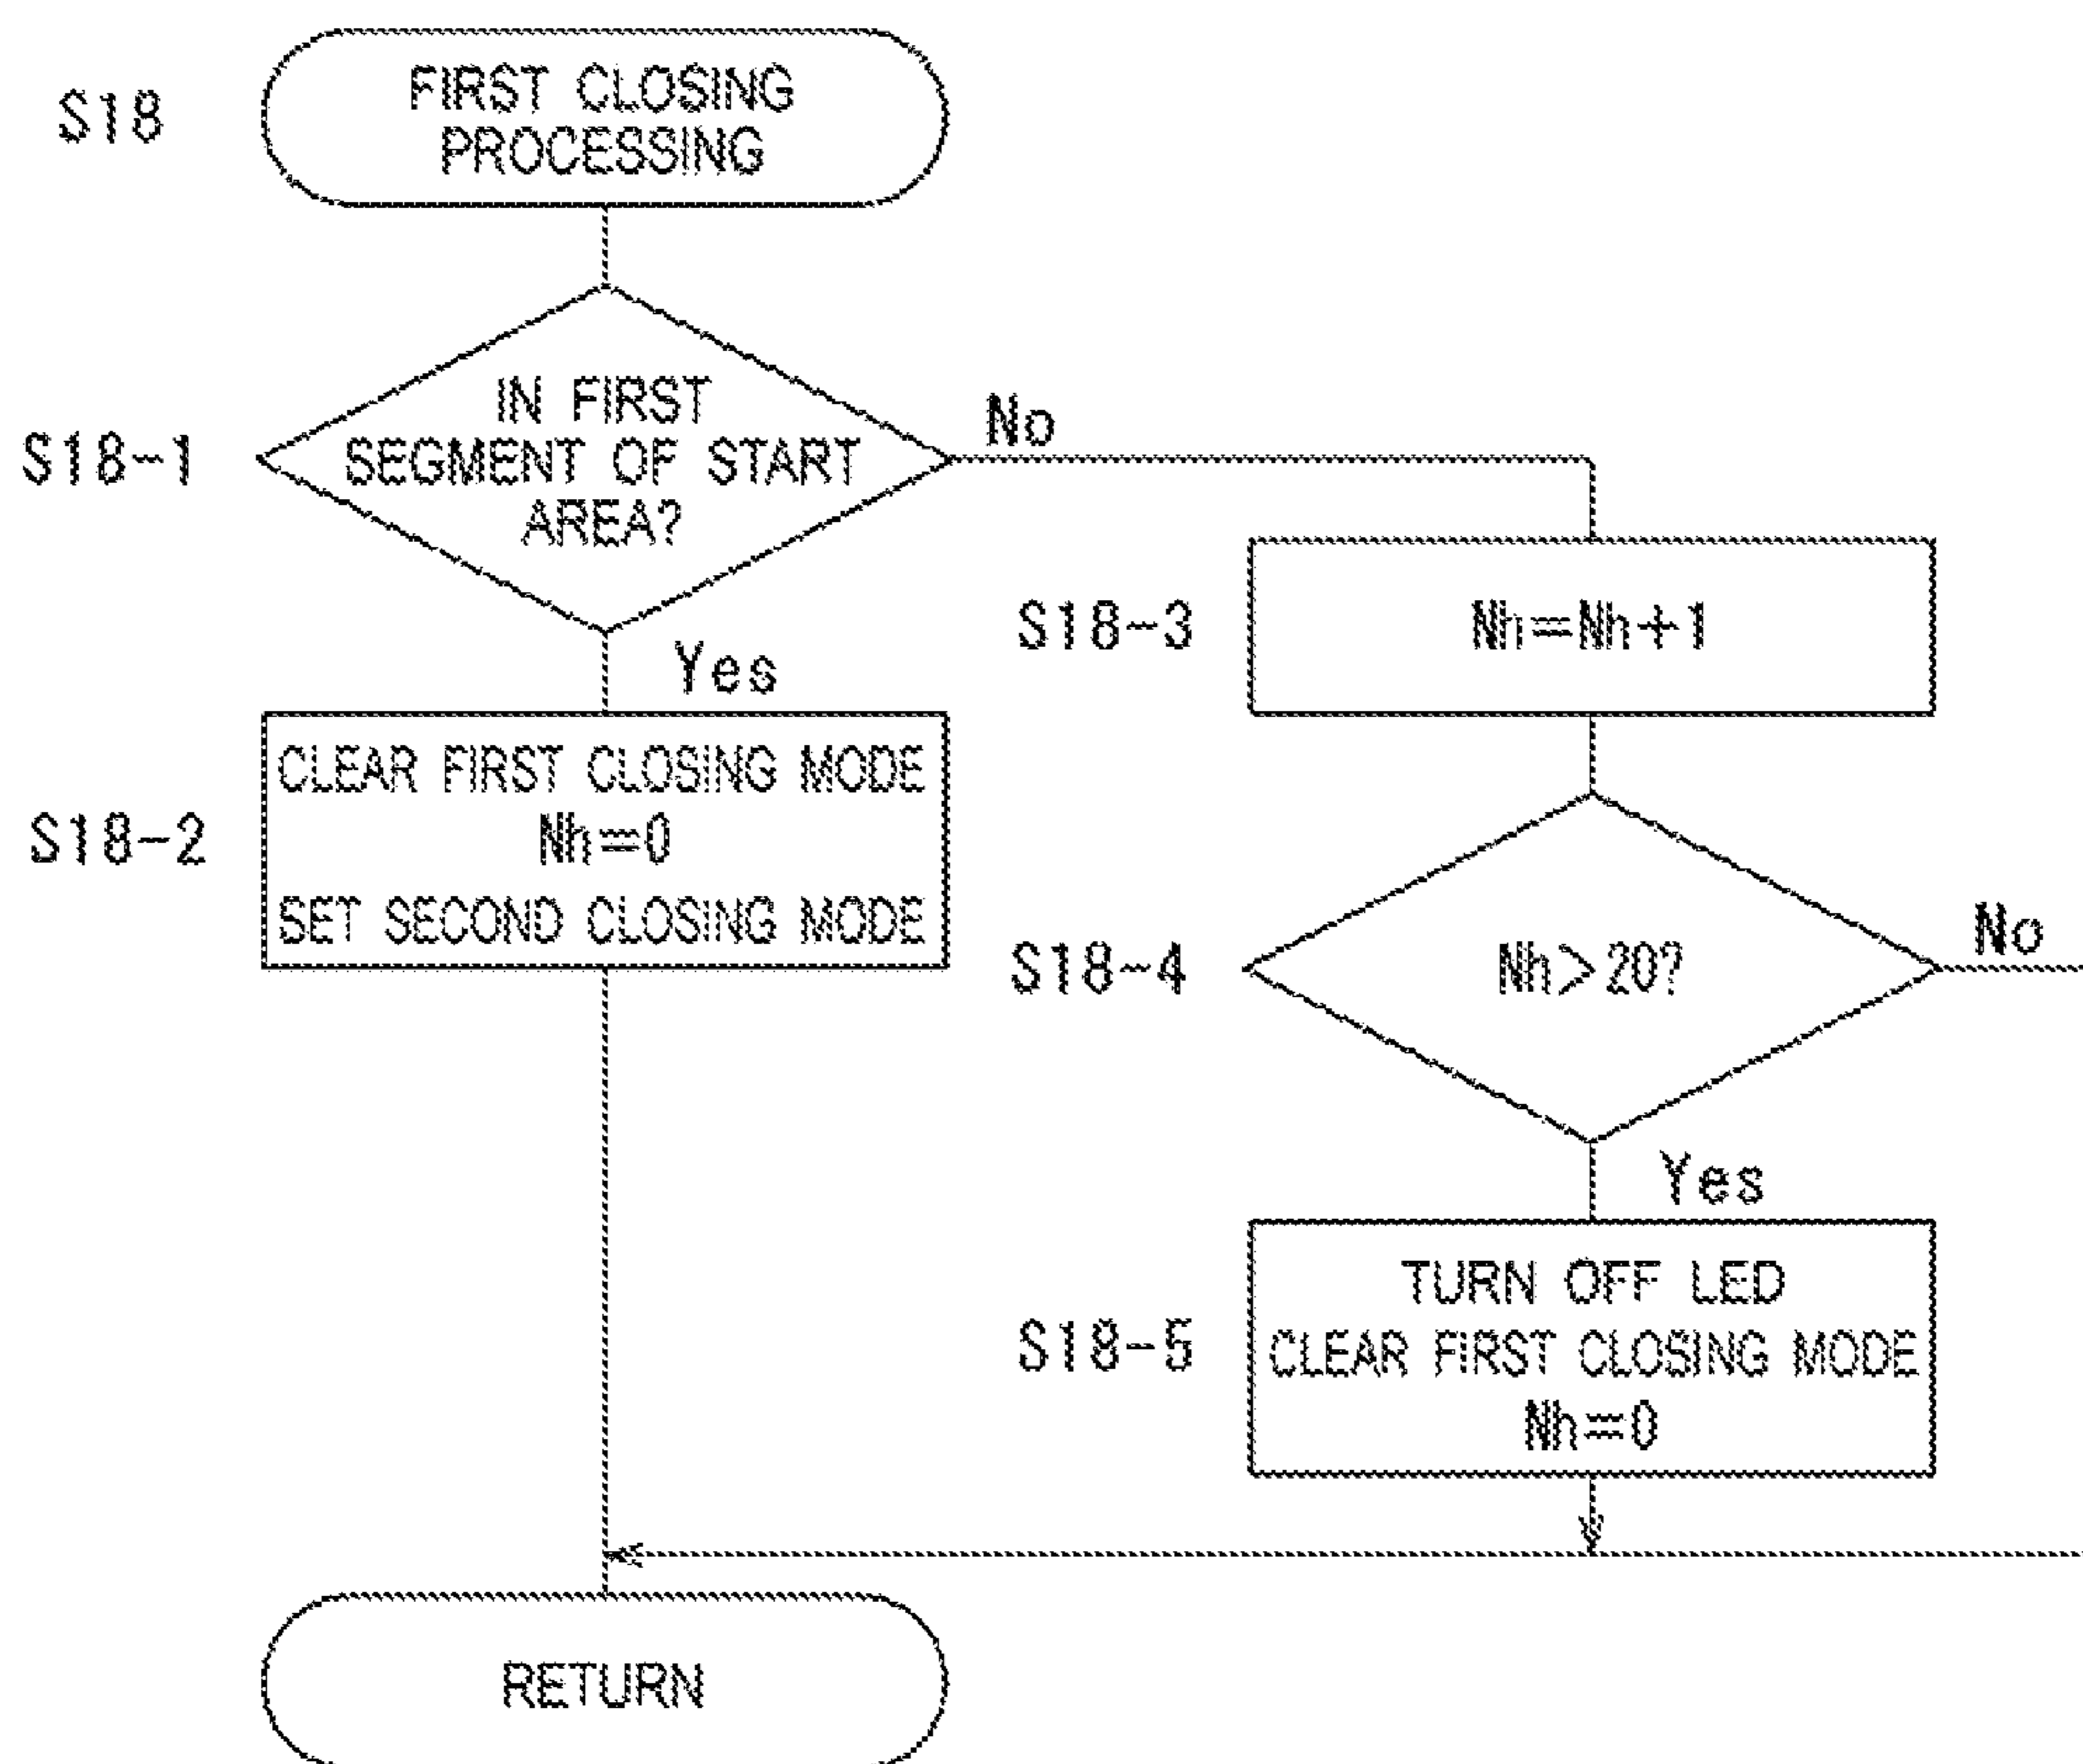 S18
FIRST CLOSING
PROCESSING
S18-1
IN FIRST
SEGMENT OF START
AREA?
No
Yes
S18-2
CLEAR FIRST CLOSING MODE
Nh=0
SET SECOND CLOSING MODE
S18-3
Nh=Nh+1
S18-4
Nh>20?
No
Yes
S18-5
TURN OFF LED
CLEAR FIRST CLOSING MODE
Nh=0
RETURN